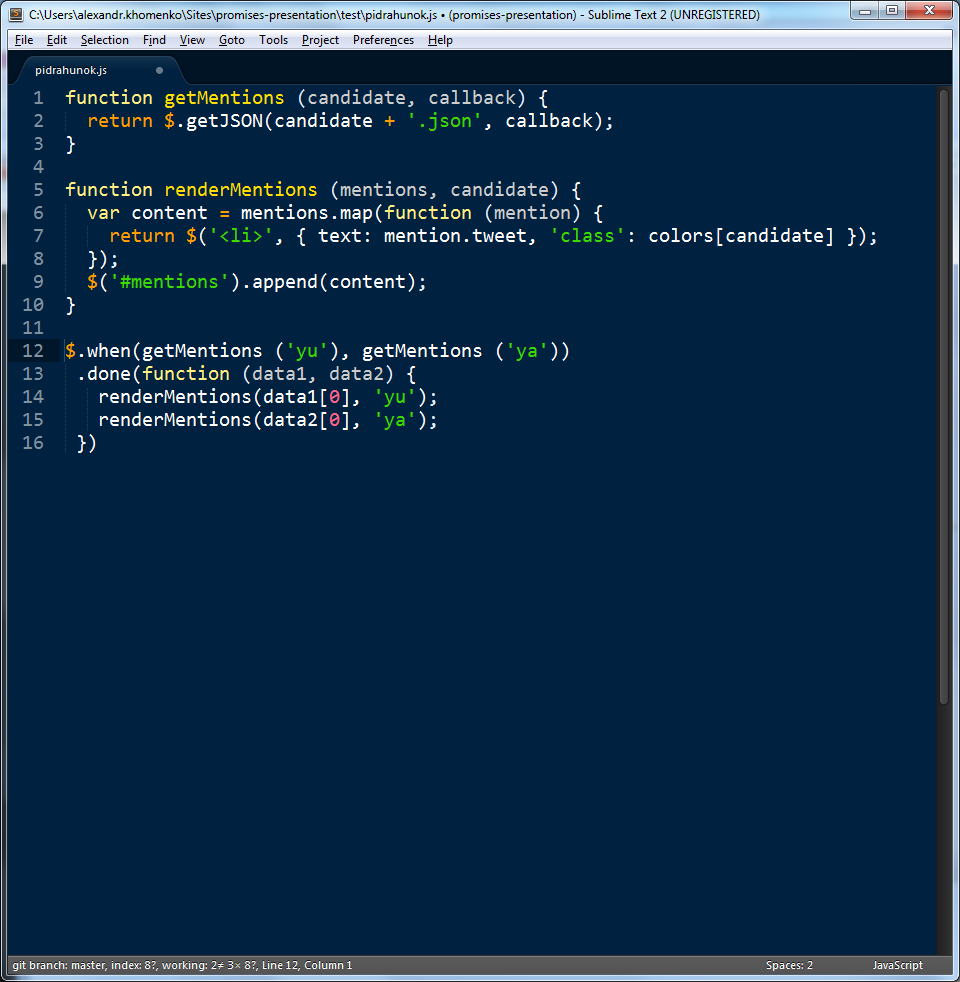 C:\Users\alexandr.khomenko\Sites\promises-presentation\test\pidrahunok.js • (promises-presentation) - Sublime Text 2 (UNREGISTERED)
File Edit Selection Find View Goto Tools Project Preferences Help
pidrahunok.js
1 function getMentions (candidate, callback) {
2   return $.getJSON(candidate + '.json', callback);
3 }
4
5 function renderMentions (mentions, candidate) {
6   var content = mentions.map(function (mention) {
7     return $('<li>', { text: mention.tweet, 'class': colors[candidate] });
8   });
9   $('#mentions').append(content);
10 }
11
12 $.when(getMentions ('yu'), getMentions ('ya'))
13  .done(function (data1, data2) {
14    renderMentions(data1[0], 'yu');
15    renderMentions(data2[0], 'ya');
16  })
git branch: master, index: 8?, working: 2≠ 3× 8?, Line 12, Column 1 Spaces: 2 JavaScript